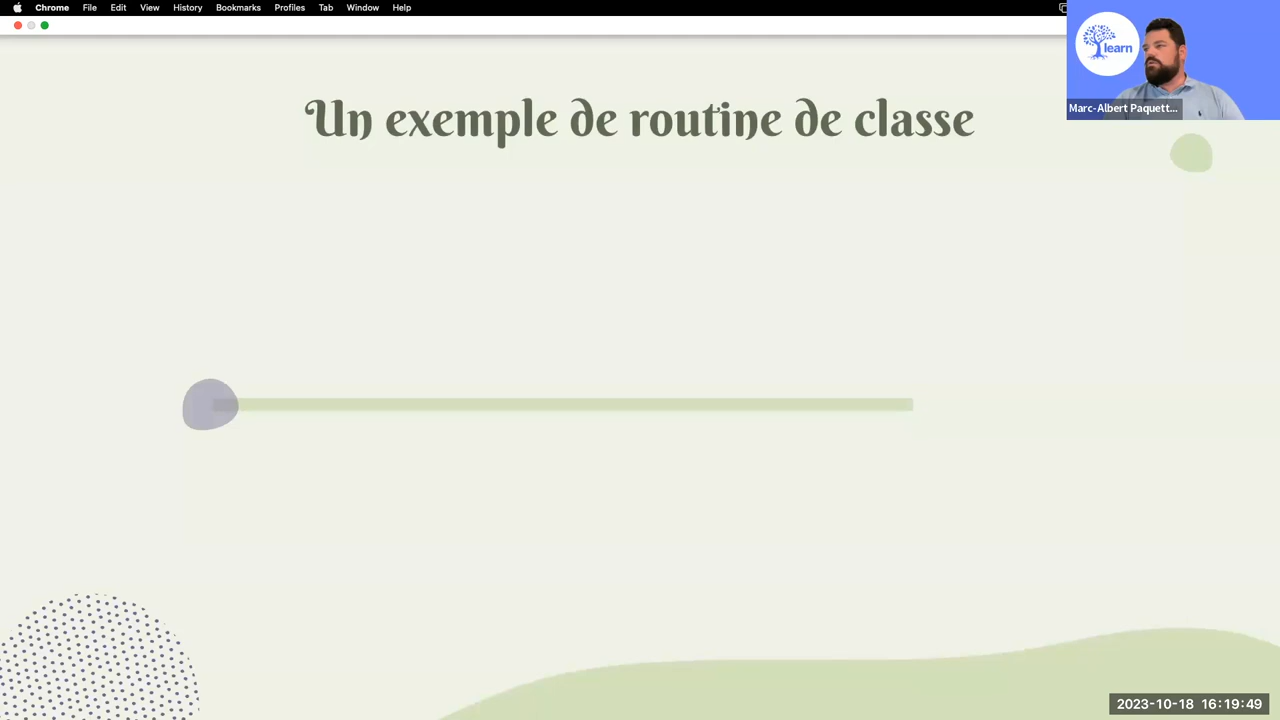 Chrome File Edit View History Bookmarks Profiles Tab Window Help
learn
Marc-Albert Paquett...
Un exemple de routine de classe
2023-10-18 16:19:49